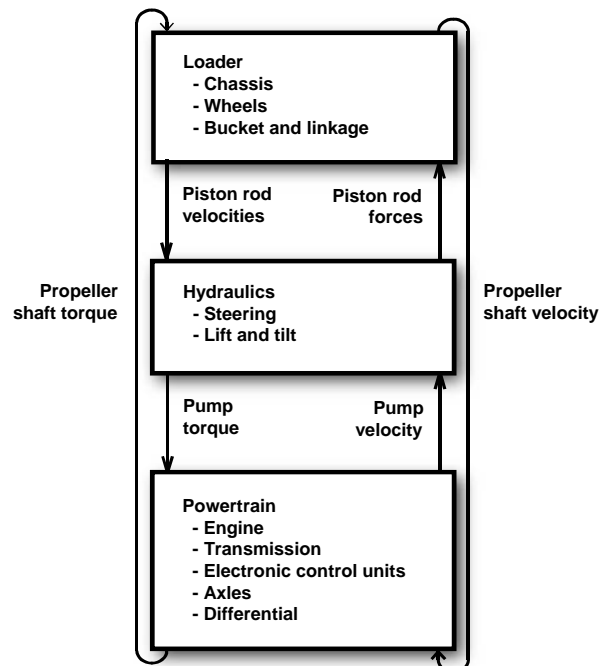 Loader
- Chassis
- Wheels
- Bucket and linkage
Piston rod
velocities
Piston rod
forces
Propeller
shaft torque
Hydraulics
- Steering
- Lift and tilt
Propeller
shaft velocity
Pump
torque
Pump
velocity
Powertrain
- Engine
- Transmission
- Electronic control units
- Axles
- Differential